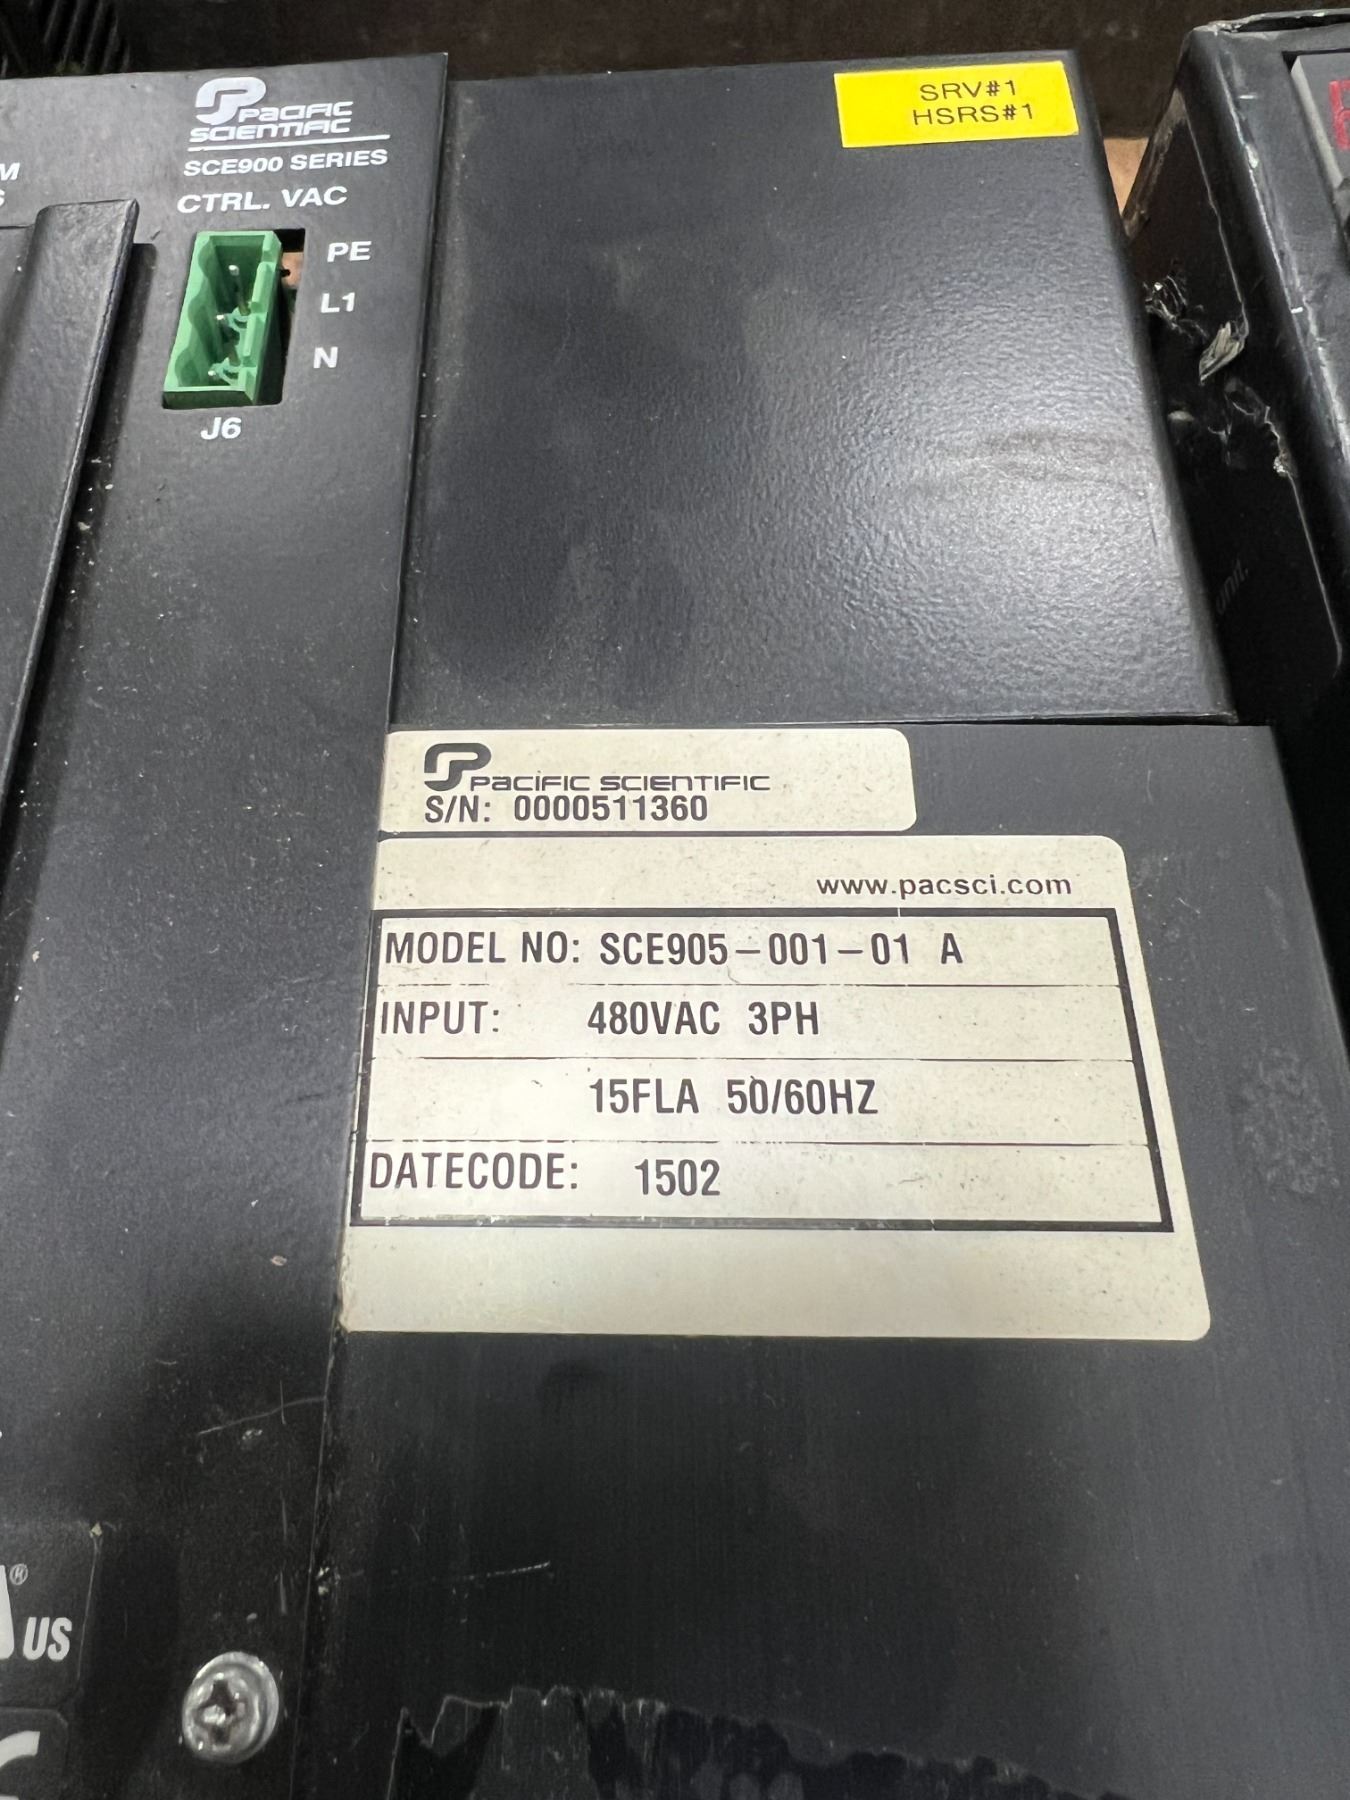 PACIFIC
SCIENTIFIC
SCE900 SERIES
CTRL. VAC
PE
L1
N
J6
SRV#1
HSRS#1
M
S
PACIFIC SCIENTIFIC
S/N: 0000511360
www.pacsci.com
MODEL NO: SCE905-001-01 A
INPUT: 480VAC 3PH
15FLA 50/60HZ
DATECODE: 1502
unit.
®
US